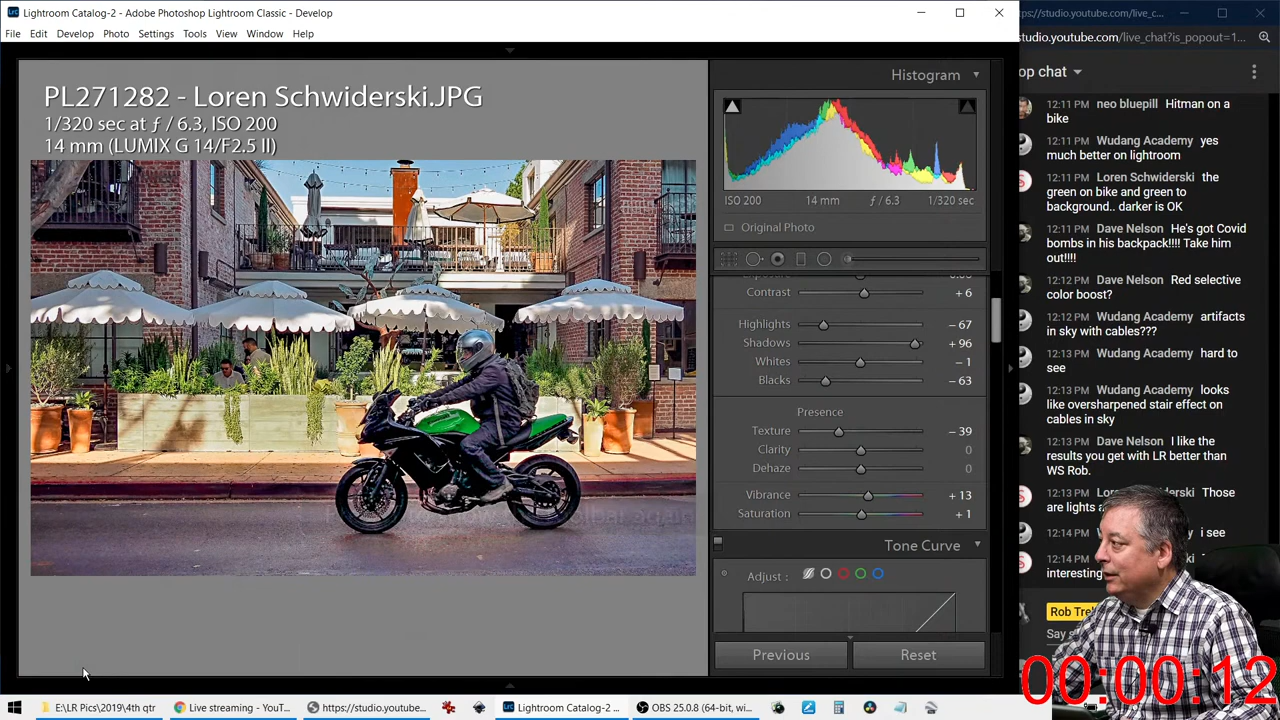 Lightroom Catalog-2 - Adobe Photoshop Lightroom Classic - Develop
File Edit Develop Photo Settings Tools View Window Help
PL271282 - Loren Schwiderski.JPG
1/320 sec at ƒ / 6.3, ISO 200
14 mm (LUMIX G 14/F2.5 II)
Histogram
ISO 200 14 mm ƒ / 6.3 1/320 sec
Original Photo
Contrast + 6
Highlights – 67
Shadows + 96
Whites – 1
Blacks – 63
Presence
Texture – 39
Clarity 0
Dehaze 0
Vibrance + 13
Saturation + 1
Tone Curve
Adjust :
Previous Reset
ttps://studio.youtube.com/live_c...
studio.youtube.com/live_chat?is_popout=1...
op chat
12:11 PM neo bluepill Hitman on a
bike
12:11 PM Wudang Academy yes
much better on lightroom
12:11 PM Loren Schwiderski the
green on bike and green to
background.. darker is OK
12:11 PM Dave Nelson He's got Covid
bombs in his backpack!!!! Take him
out!!!!
12:12 PM Dave Nelson Red selective
color boost?
12:12 PM Wudang Academy artifacts
in sky with cables???
12:13 PM Wudang Academy hard to
see
12:13 PM Wudang Academy looks
like oversharpened stair effect on
cables in sky
12:13 PM Dave Nelson I like the
results you get with LR better than
WS Rob.
12:13 PM Those
are lights
12:14 PM i see
12:14 PM
interesting
Rob Tre
Say
00:00:12
E:\LR Pics\2019\4th qtr
Live streaming - YouT...
https://studio.youtube...
Lightroom Catalog-2 ...
OBS 25.0.8 (64-bit, wi...